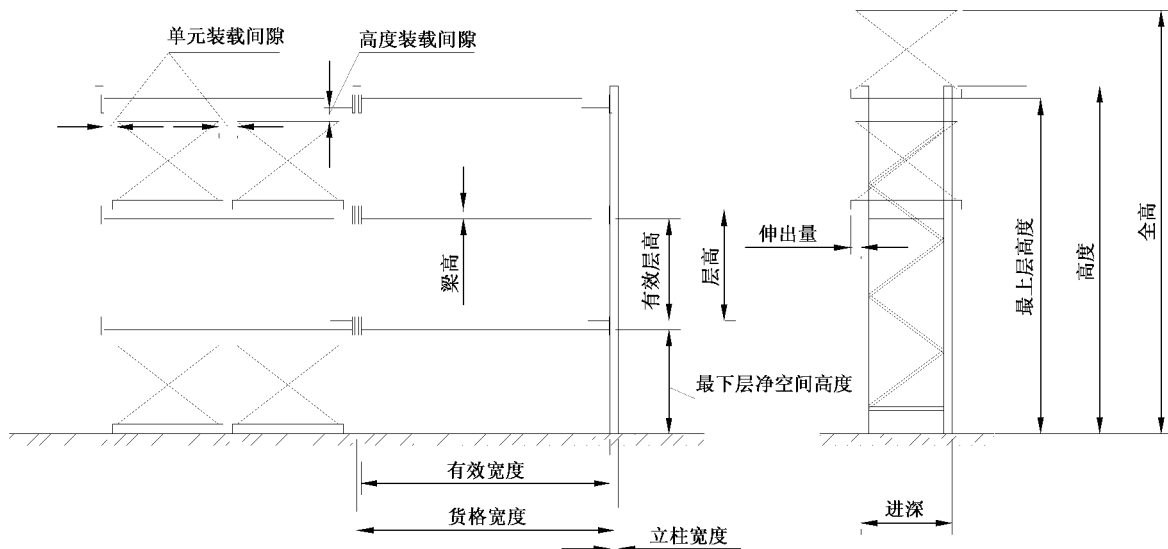 单元装载间隙
高度装载间隙
梁高
有效层高
层高
最下层净空间高度
有效宽度
货格宽度
立柱宽度
伸出量
最上层高度
高度
全高
进深